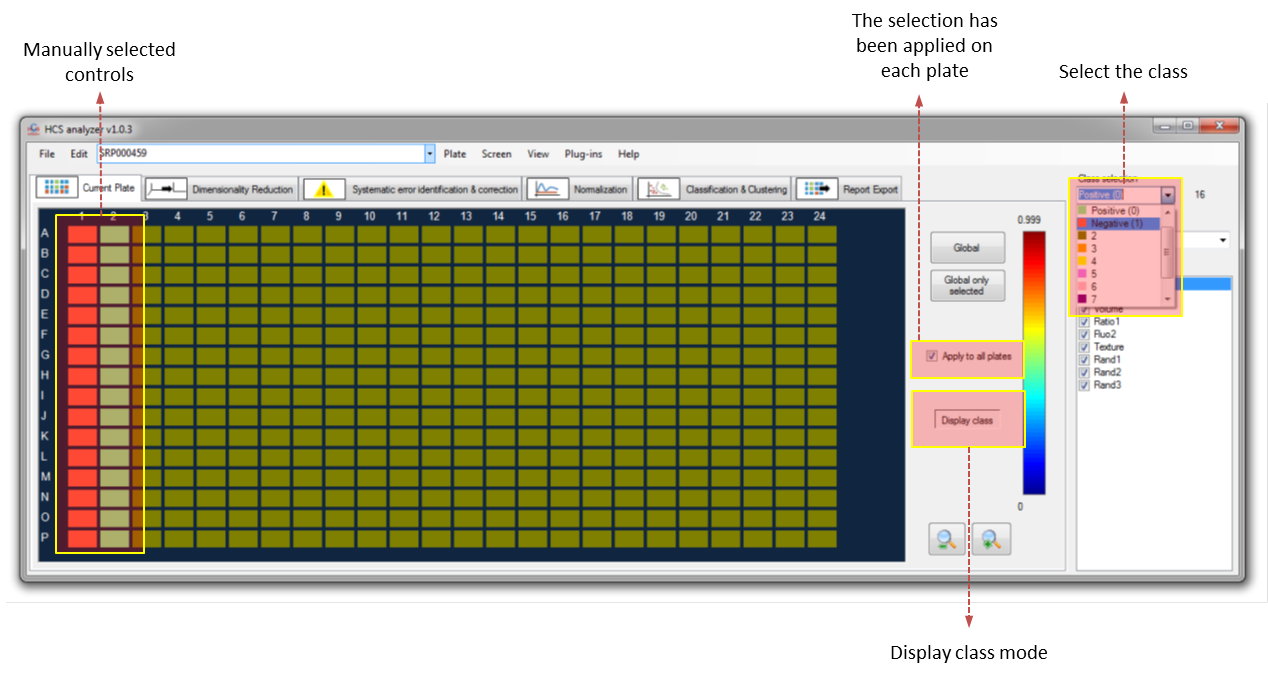 The selection has
been applied on
each plate
Manually selected
controls
Select the class
HCS analyzer v1.0.3
File Edit SRP000459 Plate Screen View Plug-ins Help
Current Plate Dimensionality Reduction Systematic error identification & correction Normalization Classification & Clustering Report Export
Class selection
Positive (0) 16
Positive (0)
Negative (1)
2
3
4
5
6
7
Volume
Ratio1
Fluo2
Texture
Rand1
Rand2
Rand3
1 2 3 4 5 6 7 8 9 10 11 12 13 14 15 16 17 18 19 20 21 22 23 24
A
B
C
D
E
F
G
H
I
J
K
L
M
N
O
P
0.999
Global
Global only
selected
Apply to all plates
Display class
0
Display class mode